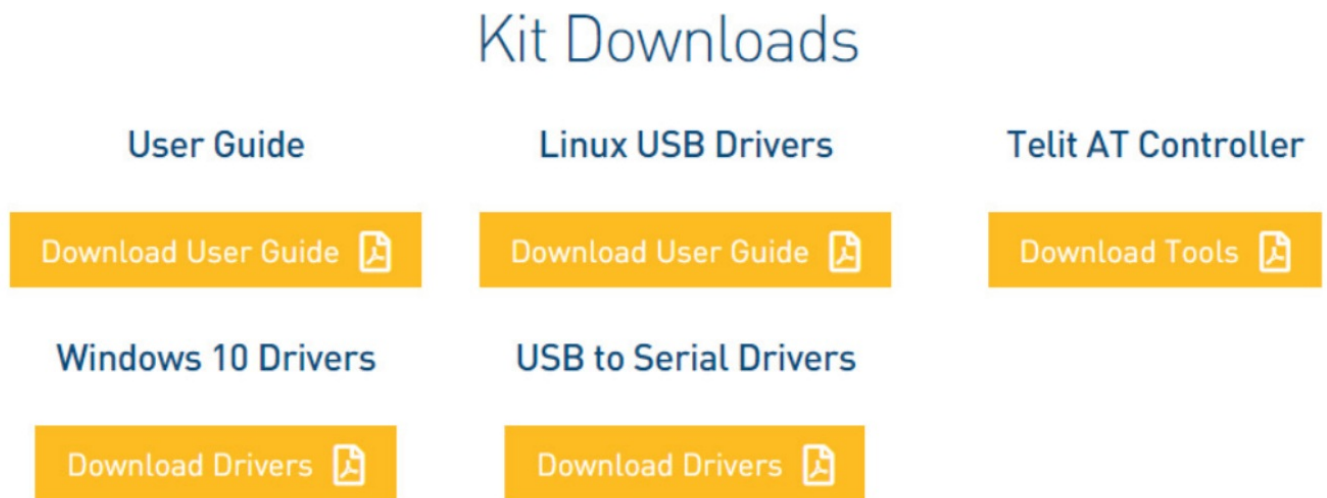 Kit Downloads
User Guide
Linux USB Drivers
Telit AT Controller
Download User Guide
Download User Guide
Download Tools
Windows 10 Drivers
USB to Serial Drivers
Download Drivers
Download Drivers